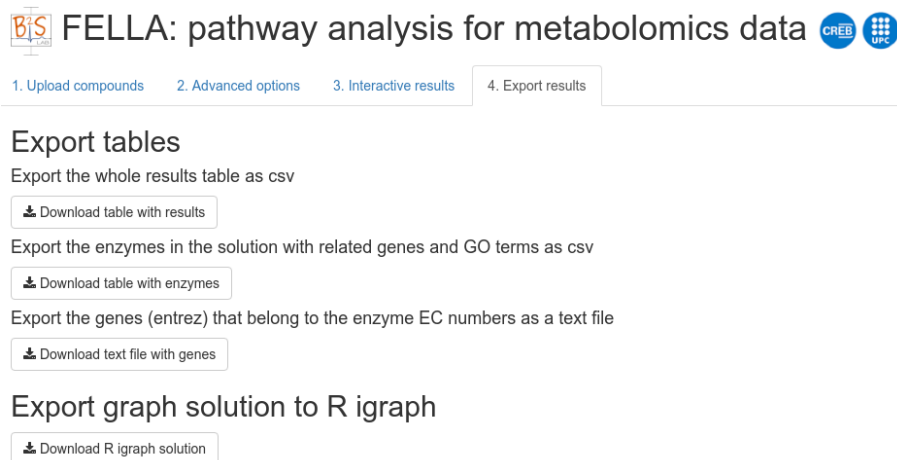 BiS LAB FELLA: pathway analysis for metabolomics data CREB UPC
1. Upload compounds 2. Advanced options 3. Interactive results 4. Export results
Export tables
Export the whole results table as csv
Download table with results
Export the enzymes in the solution with related genes and GO terms as csv
Download table with enzymes
Export the genes (entrez) that belong to the enzyme EC numbers as a text file
Download text file with genes
Export graph solution to R igraph
Download R igraph solution